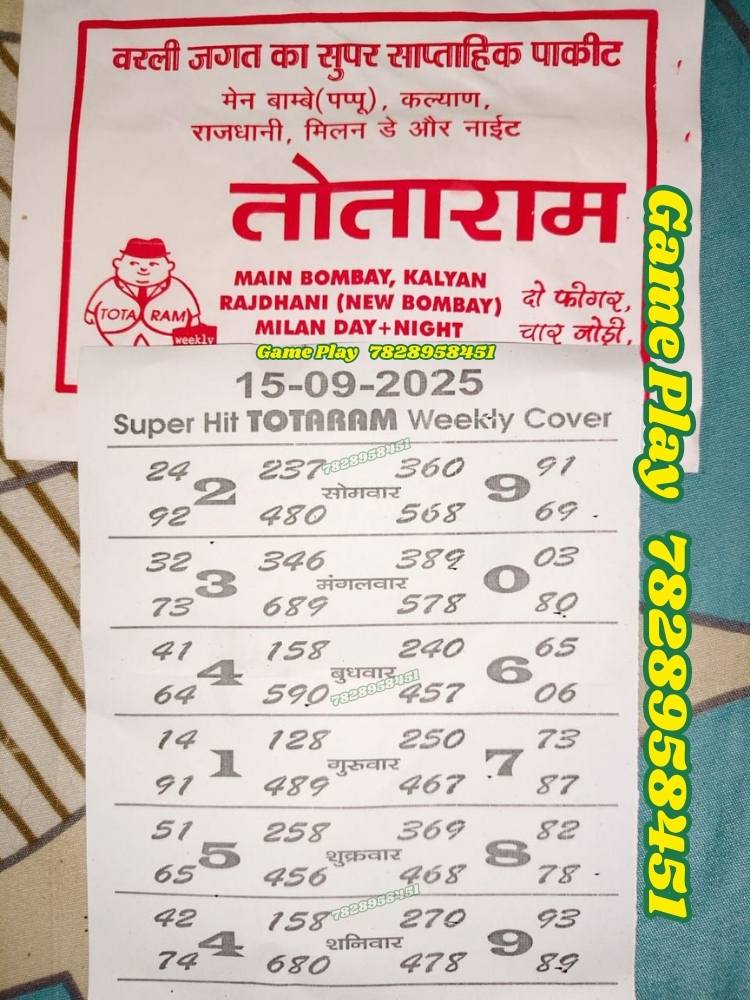 वरली जगत का सुपर साप्ताहिक पाकीट
मेन बाम्बे(पप्पू), कल्याण,
राजधानी, मिलन डे और नाईट
तोताराम
MAIN BOMBAY, KALYAN
RAJDHANI (NEW BOMBAY)
MILAN DAY+NIGHT
दो फीगर,
चार जोड़ी,
TOTA RAM
weekly
Game Play 7828958451
Game Play 7828958451
15-09-2025
Super Hit TOTARAM Weekly Cover
24 237 7828958451 360 91
2 सोमवार 9
92 480 568 69
32 346 389 03
3 मंगलवार 0
73 689 578 80
41 158 240 65
4 बुधवार 6
64 590 7828958451 457 06
14 128 250 73
1 गुरुवार 7
91 489 467 87
51 258 369 82
5 शुक्रवार 8
65 456 468 78
42 158 7828958451 270 93
4 शनिवार 9
74 680 478 89